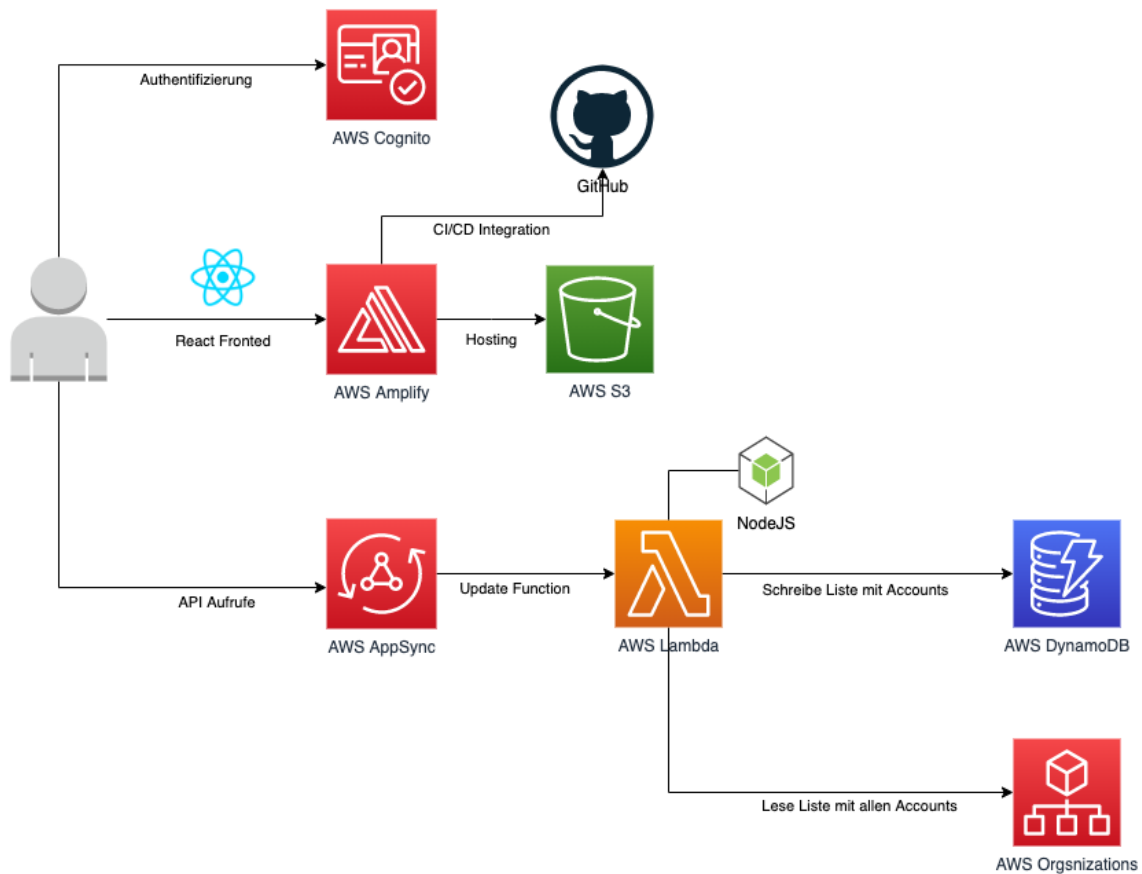 Authentifizierung
AWS Cognito
GitHub
CI/CD Integration
React Fronted
AWS Amplify
Hosting
AWS S3
NodeJS
API Aufrufe
AWS AppSync
Update Function
AWS Lambda
Schreibe Liste mit Accounts
AWS DynamoDB
Lese Liste mit allen Accounts
AWS Orgsnizations